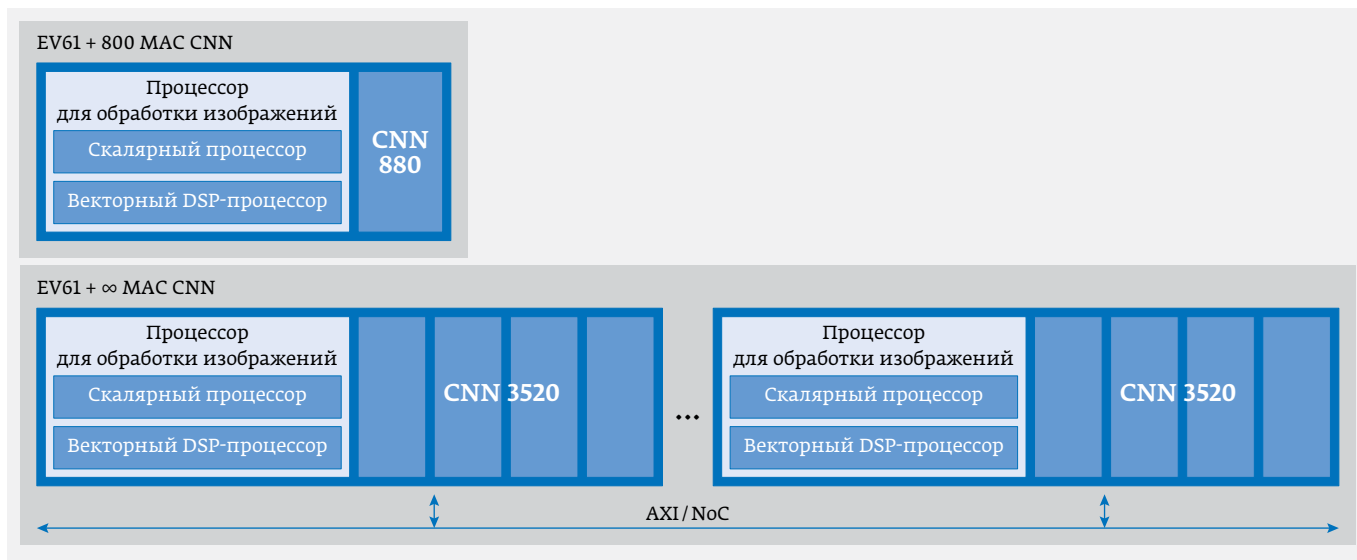 EV61 + 800 MAC CNN
Процессор
для обработки изображений
Скалярный процессор
Векторный DSP-процессор
CNN
880
EV61 + ∞ MAC CNN
Процессор
для обработки изображений
Скалярный процессор
Векторный DSP-процессор
CNN 3520
...
Процессор
для обработки изображений
Скалярный процессор
Векторный DSP-процессор
CNN 3520
AXI / NoC